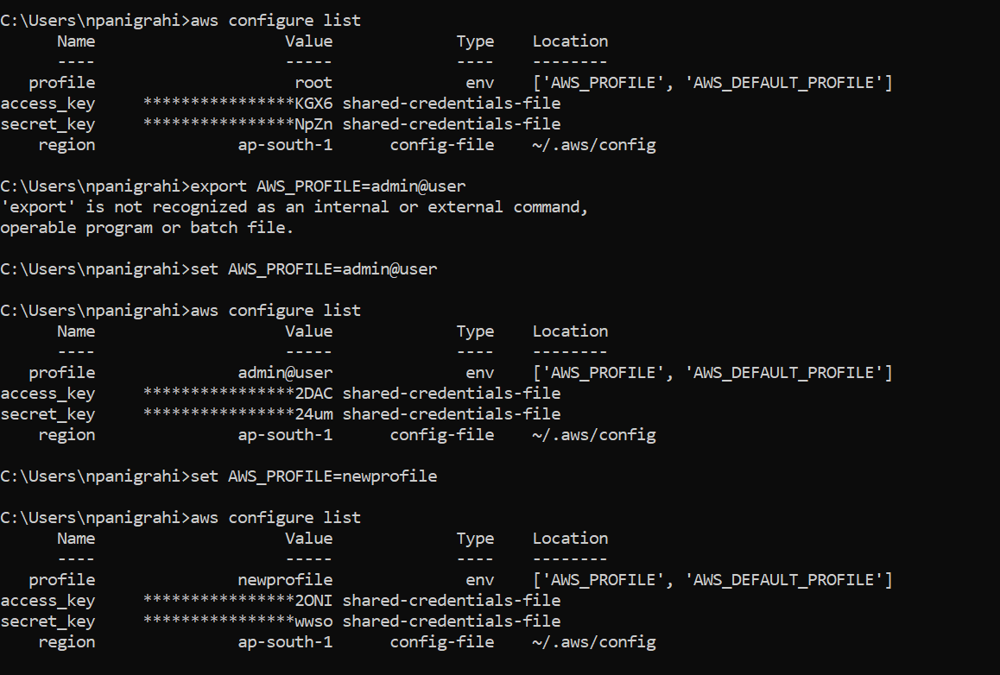 C:\Users\npanigrahi>aws configure list
      Name                    Value             Type    Location
      ----                    -----             ----    --------
   profile                     root              env    ['AWS_PROFILE', 'AWS_DEFAULT_PROFILE']
access_key     ****************KGX6 shared-credentials-file
secret_key     ****************NpZn shared-credentials-file
    region               ap-south-1      config-file    ~/.aws/config
C:\Users\npanigrahi>export AWS_PROFILE=admin@user
'export' is not recognized as an internal or external command,
operable program or batch file.
C:\Users\npanigrahi>set AWS_PROFILE=admin@user
C:\Users\npanigrahi>aws configure list
      Name                    Value             Type    Location
      ----                    -----             ----    --------
   profile               admin@user              env    ['AWS_PROFILE', 'AWS_DEFAULT_PROFILE']
access_key     ****************2DAC shared-credentials-file
secret_key     ****************24um shared-credentials-file
    region               ap-south-1      config-file    ~/.aws/config
C:\Users\npanigrahi>set AWS_PROFILE=newprofile
C:\Users\npanigrahi>aws configure list
      Name                    Value             Type    Location
      ----                    -----             ----    --------
   profile               newprofile              env    ['AWS_PROFILE', 'AWS_DEFAULT_PROFILE']
access_key     ****************2ONI shared-credentials-file
secret_key     ****************wwso shared-credentials-file
    region               ap-south-1      config-file    ~/.aws/config